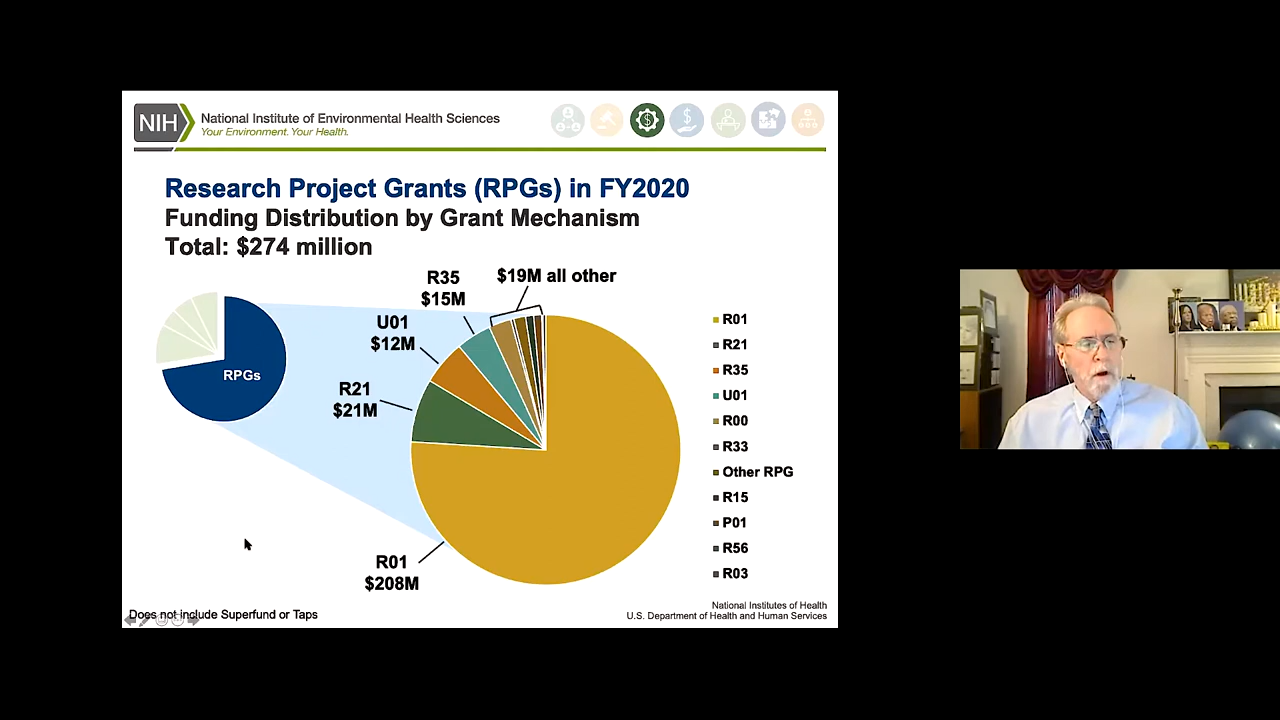 NIH
National Institute of Environmental Health Sciences
Your Environment. Your Health.
Research Project Grants (RPGs) in FY2020
Funding Distribution by Grant Mechanism
Total: $274 million
R35
$15M
$19M all other
U01
$12M
R21
$21M
R01
$208M
RPGs
R01
R21
R35
U01
R00
R33
Other RPG
R15
P01
R56
R03
Does not include Superfund or Taps
National Institutes of Health
U.S. Department of Health and Human Services